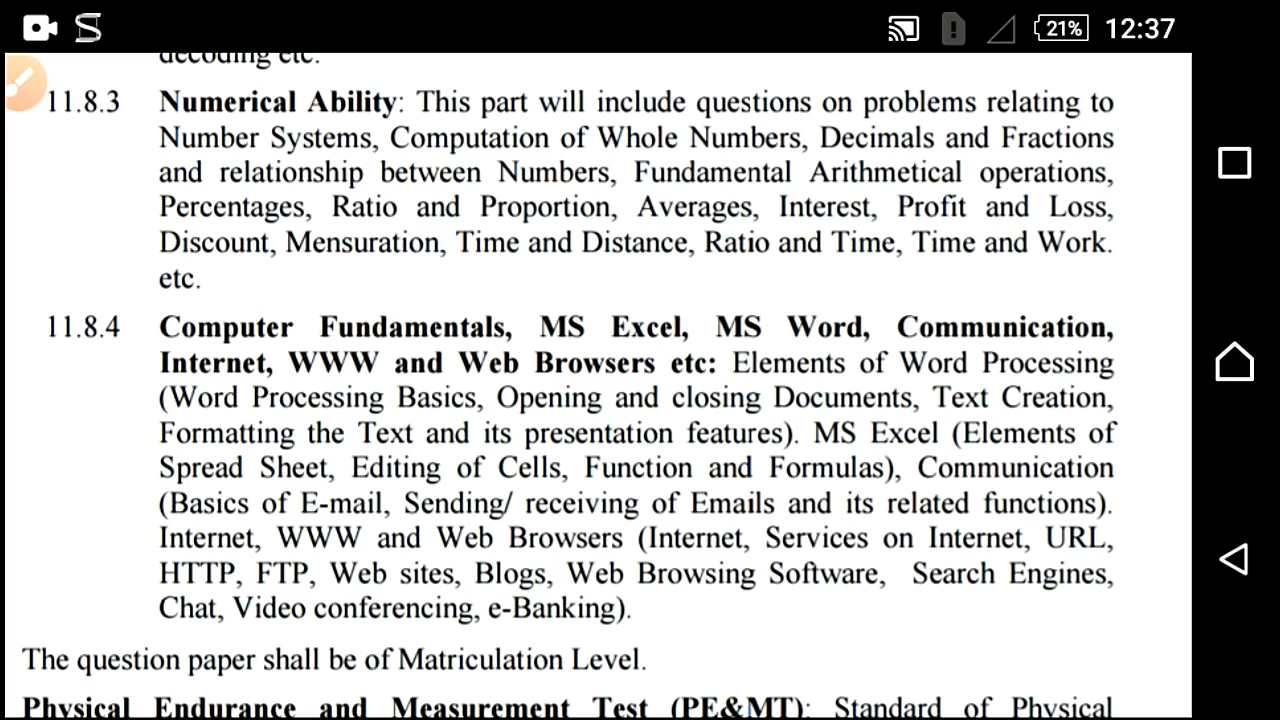 21% 12:37
decoding etc.
11.8.3 Numerical Ability: This part will include questions on problems relating to
Number Systems, Computation of Whole Numbers, Decimals and Fractions
and relationship between Numbers, Fundamental Arithmetical operations,
Percentages, Ratio and Proportion, Averages, Interest, Profit and Loss,
Discount, Mensuration, Time and Distance, Ratio and Time, Time and Work.
etc.
11.8.4 Computer Fundamentals, MS Excel, MS Word, Communication,
Internet, WWW and Web Browsers etc: Elements of Word Processing
(Word Processing Basics, Opening and closing Documents, Text Creation,
Formatting the Text and its presentation features). MS Excel (Elements of
Spread Sheet, Editing of Cells, Function and Formulas), Communication
(Basics of E-mail, Sending/ receiving of Emails and its related functions).
Internet, WWW and Web Browsers (Internet, Services on Internet, URL,
HTTP, FTP, Web sites, Blogs, Web Browsing Software, Search Engines,
Chat, Video conferencing, e-Banking).
The question paper shall be of Matriculation Level.
Physical Endurance and Measurement Test (PE&MT): Standard of Physical